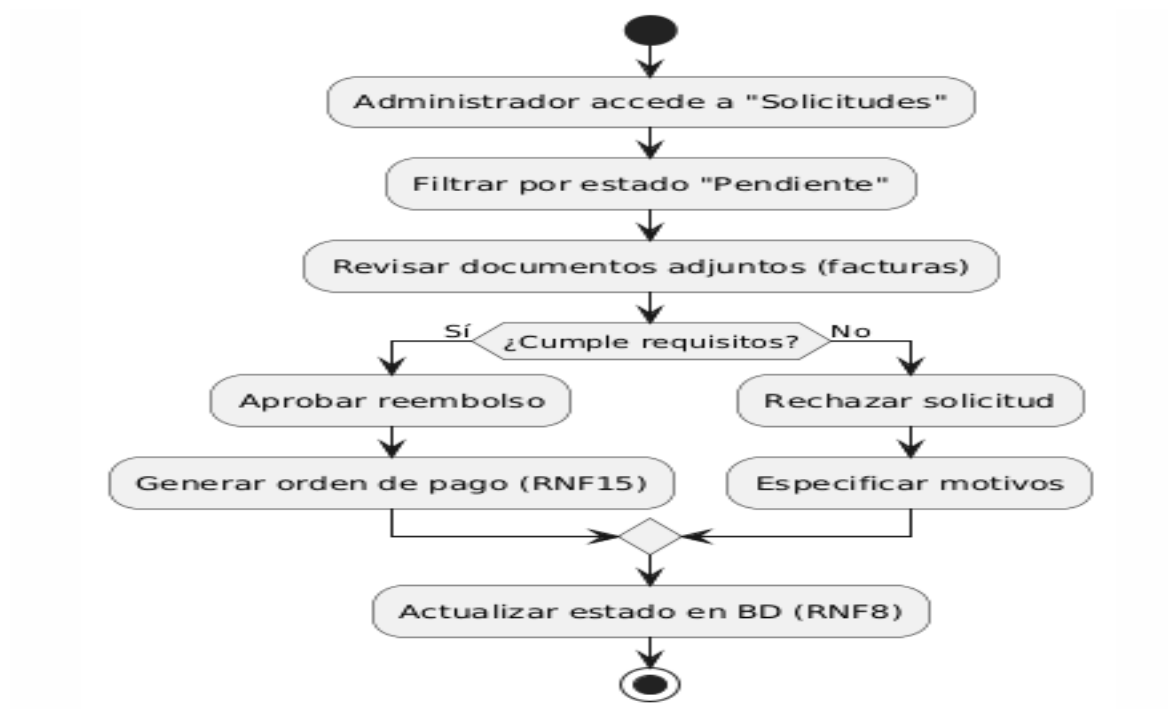 Administrador accede a "Solicitudes"
Filtrar por estado "Pendiente"
Revisar documentos adjuntos (facturas)
Sí
¿Cumple requisitos?
No
Aprobar reembolso
Rechazar solicitud
Generar orden de pago (RNF15)
Especificar motivos
Actualizar estado en BD (RNF8)